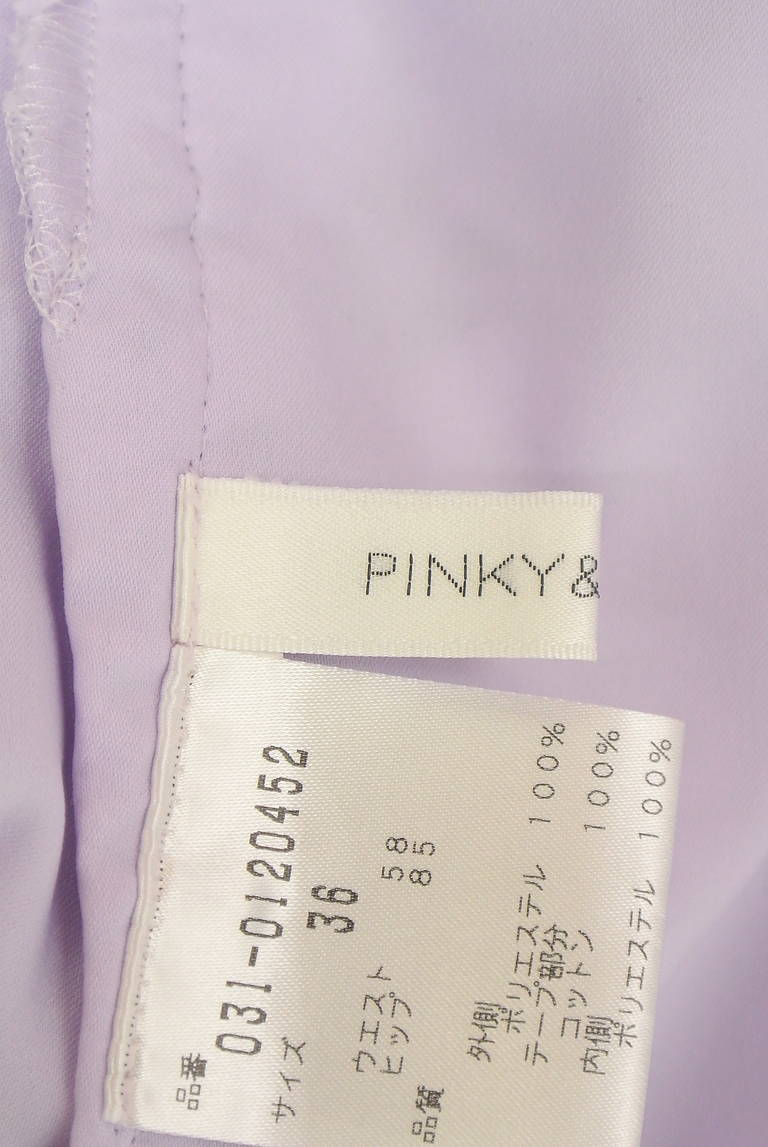 PINKY&
品番 031-0120452
サイズ 36
ウエスト 58
ヒップ 85
品質
外側
ポリエステル 100%
テープ部分
コットン 100%
内側
ポリエステル 100%